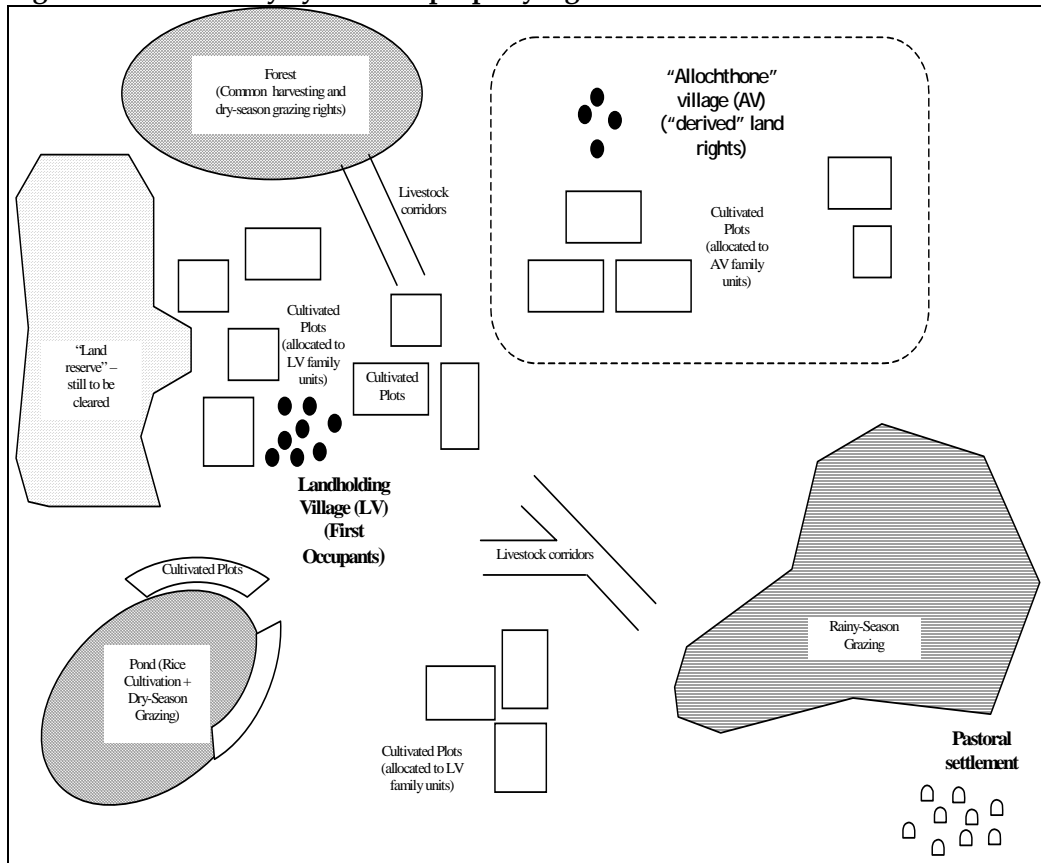 Forest
(Common harvesting and
dry-season grazing rights)
"Allochthone"
village (AV)
("derived" land
rights)
Livestock
corridors
Cultivated
Plots
(allocated to
AV family
units)
Cultivated
Plots
(allocated to
LV family
units)
"Land
reserve" –
still to be
cleared
Cultivated
Plots
Landholding
Village (LV)
(First
Occupants)
Livestock corridors
Cultivated Plots
Rainy-Season
Grazing
Pond (Rice
Cultivation +
Dry-Season
Grazing)
Cultivated Plots
(allocated to LV
family units)
Pastoral
settlement